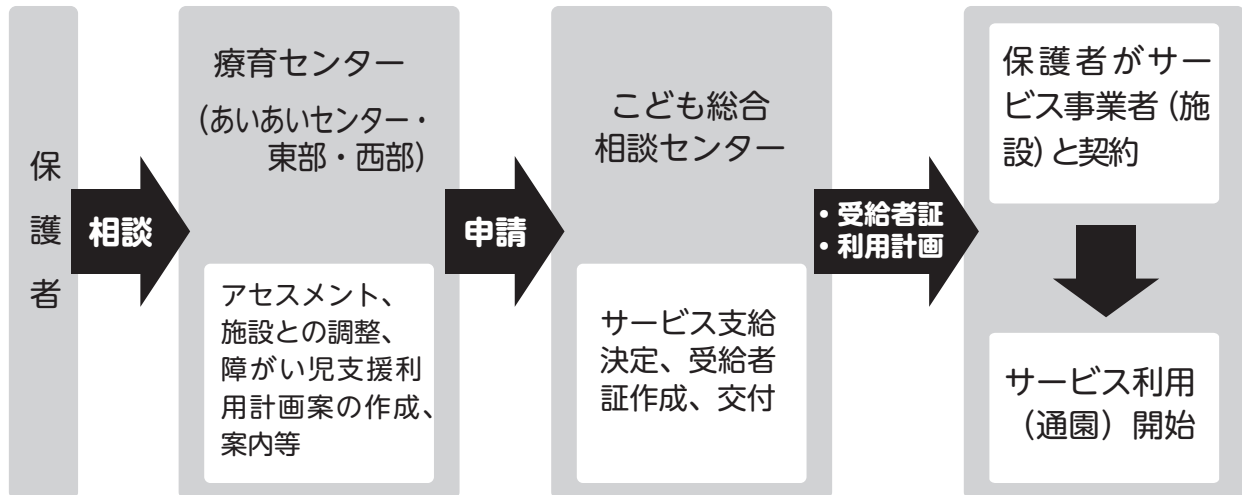 保護者
相談
療育センター
(あいあいセンター・
東部・西部)
アセスメント、
施設との調整、
障がい児支援利
用計画案の作成、
案内等
申請
こども総合
相談センター
サービス支給
決定、受給者
証作成、交付
・受給者証
・利用計画
保護者がサー
ビス事業者(施
設)と契約
サービス利用
(通園)開始